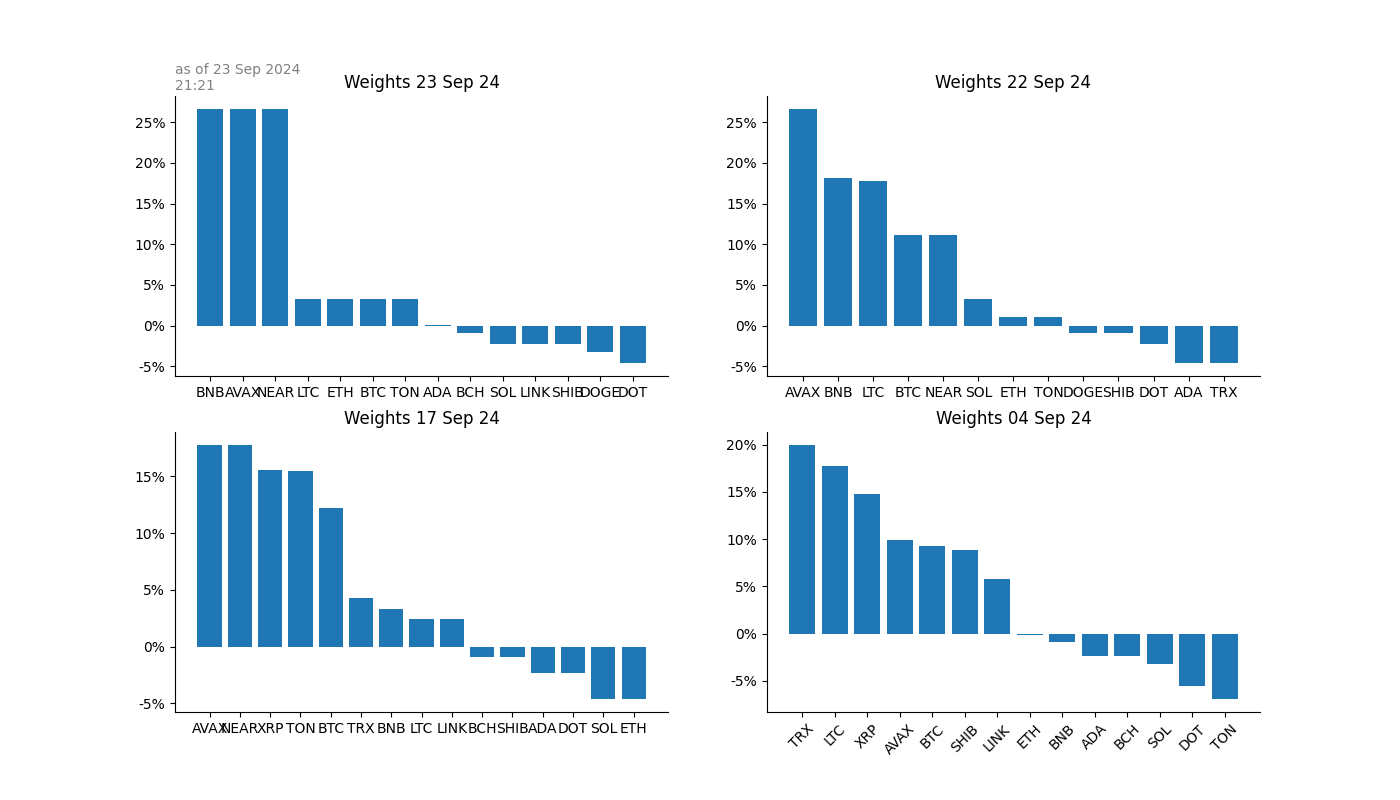 as of 23 Sep 2024
21:21
Weights 23 Sep 24
25%
20%
15%
10%
5%
0%
-5%
BNB AVAX NEAR LTC ETH BTC TON ADA BCH SOL LINK SHIB DOGE DOT
Weights 22 Sep 24
25%
20%
15%
10%
5%
0%
-5%
AVAX BNB LTC BTC NEAR SOL ETH TON DOGE SHIB DOT ADA TRX
Weights 17 Sep 24
15%
10%
5%
0%
-5%
AVAX NEAR XRP TON BTC TRX BNB LTC LINK BCH SHIB ADA DOT SOL ETH
Weights 04 Sep 24
20%
15%
10%
5%
0%
-5%
TRX LTC XRP AVAX BTC SHIB LINK ETH BNB ADA BCH SOL DOT TON